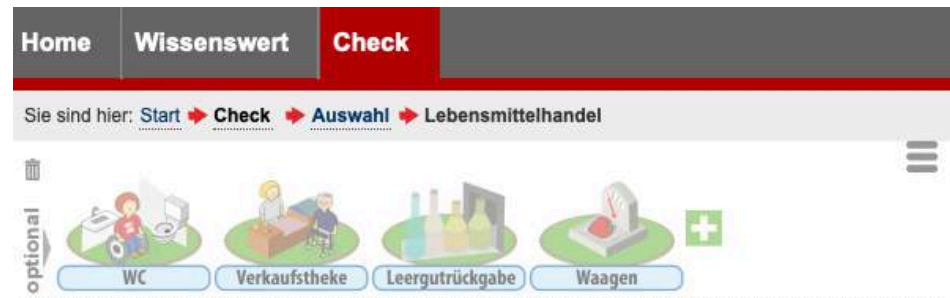 Home Wissenswert Check
Sie sind hier: Start Check Auswahl Lebensmittelhandel
optional
WC Verkaufstheke Leergutrückgabe Waagen